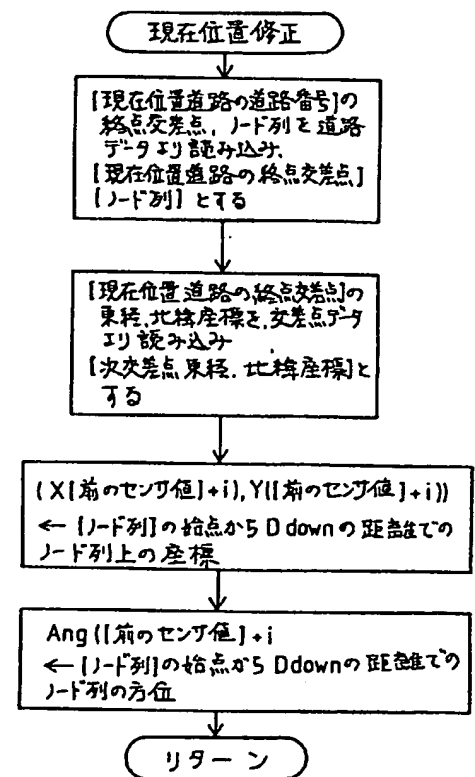 現在位置修正
[現在位置道路の道路番号]の
終点交差点, ノード列を道路
データより読み込み.
[現在位置道路の終点交差点]
[ノード列] とする
[現在位置道路の終点交差点]の
東経.北緯座標を,交差点データ
より読み込み
[次交差点東経.北緯座標]と
する
(X[前のセンサ値]+i),Y([前のセンサ値]+i))
← [ノード列]の始点からDdownの距離での
ノード列上の座標
Ang([前のセンサ値]+i
← [ノード列]の始点からDdownの距離での
ノード列の方位
リターン